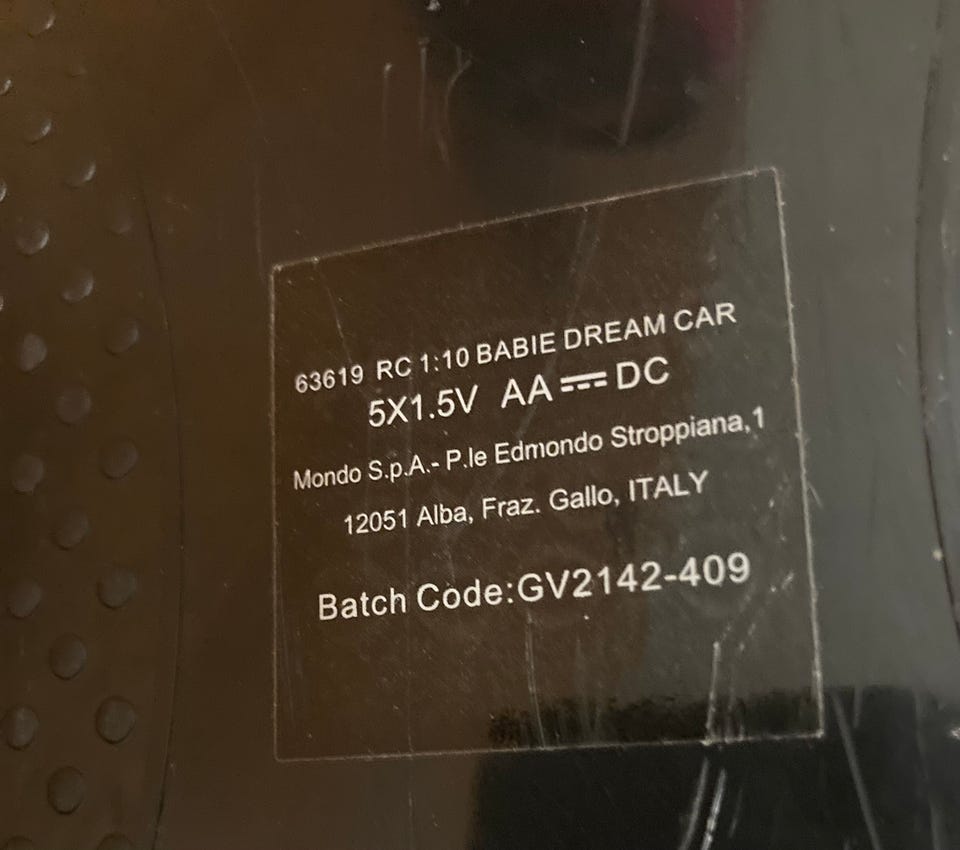 63619 RC 1:10 BABIE DREAM CAR
5X1.5V AA ⎓ DC
Mondo S.p.A.- P.le Edmondo Stroppiana,1
12051 Alba, Fraz. Gallo, ITALY
Batch Code:GV2142-409